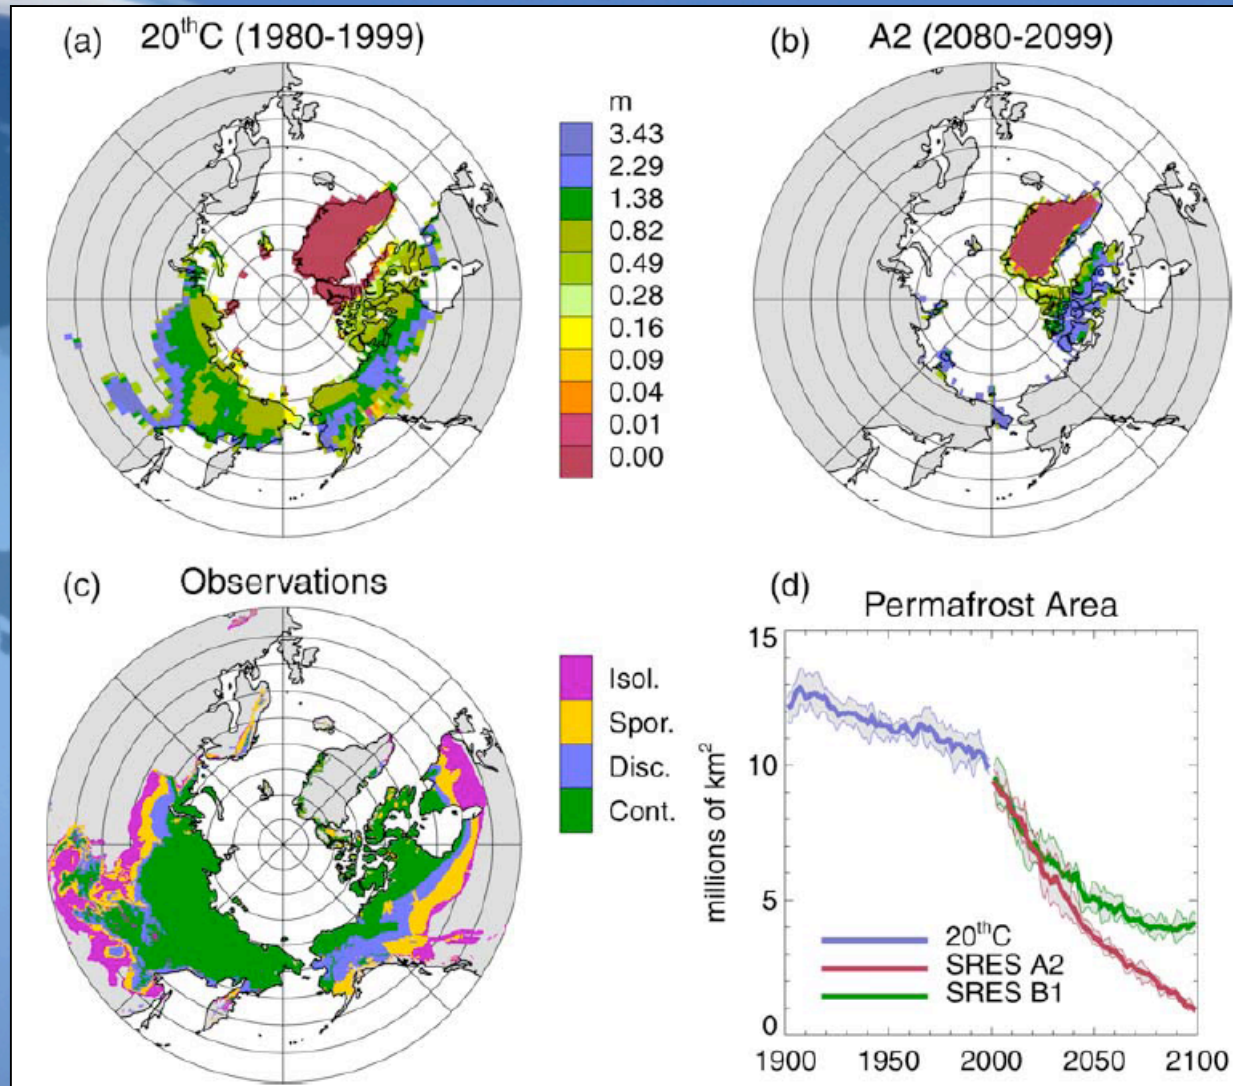 (a) 20thC (1980-1999)
(b) A2 (2080-2099)
m
3.43
2.29
1.38
0.82
0.49
0.28
0.16
0.09
0.04
0.01
0.00
(c) Observations
Isol.
Spor.
Disc.
Cont.
(d) Permafrost Area
15
10
5
0
millions of km2
20thC
SRES A2
SRES B1
1900 1950 2000 2050 2100